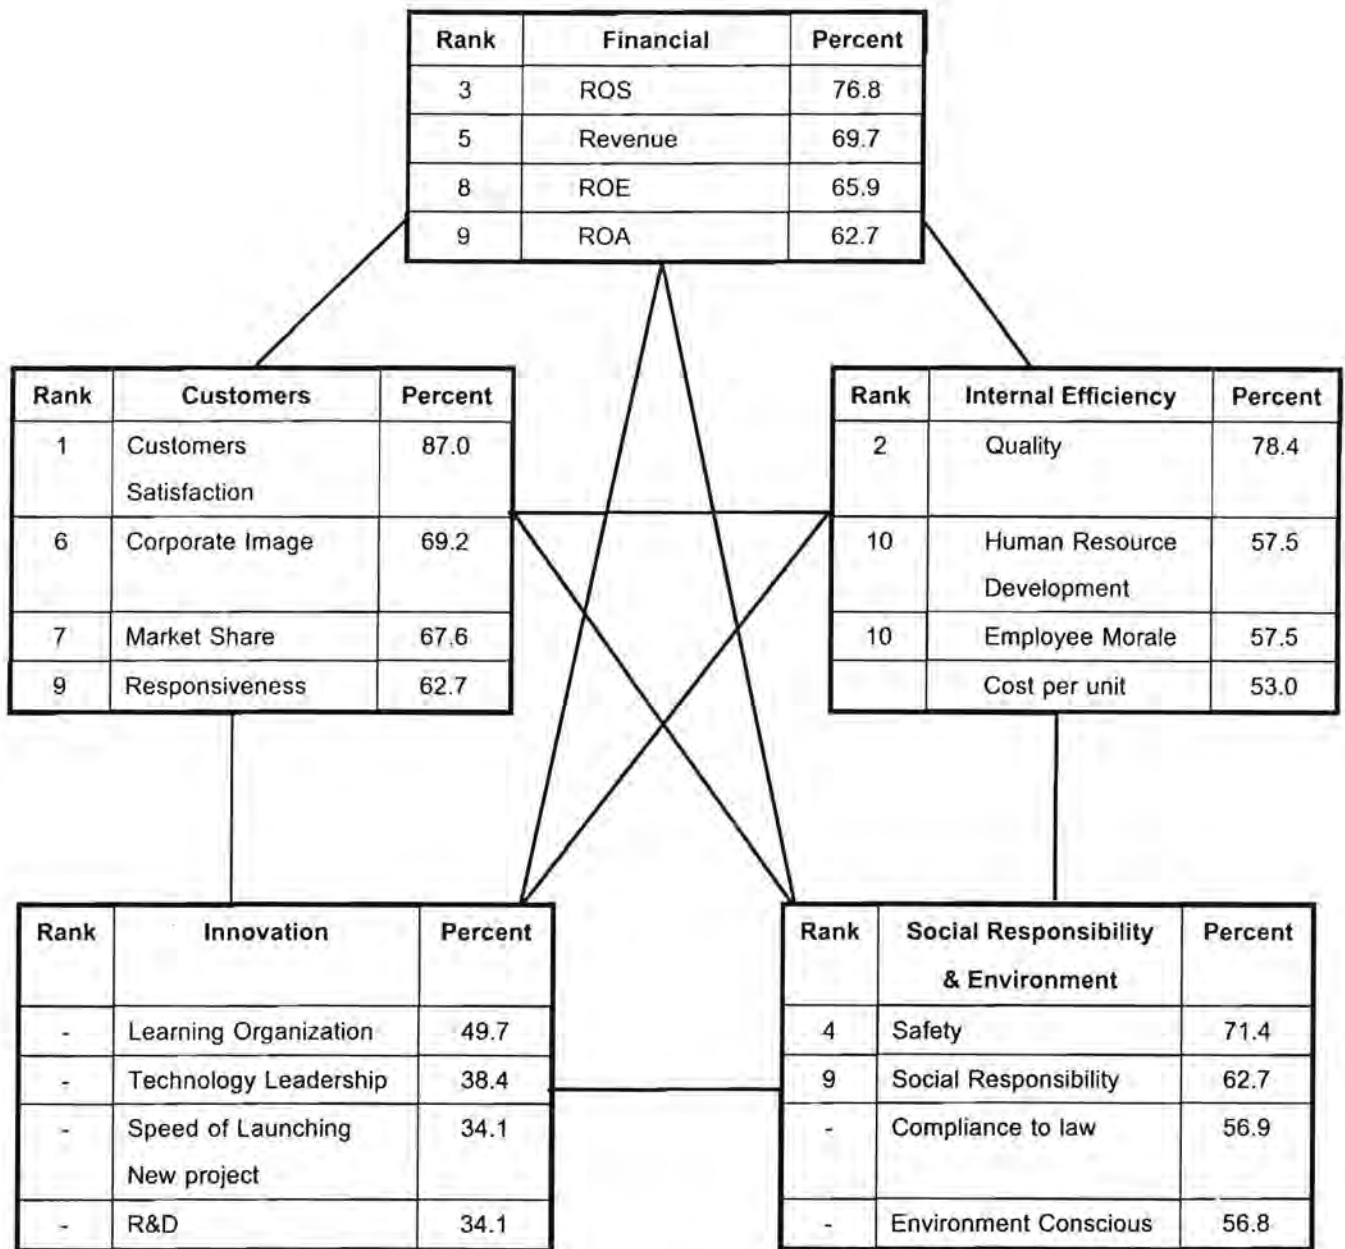 Rank Financial Percent
3 ROS 76.8
5 Revenue 69.7
8 ROE 65.9
9 ROA 62.7
Rank Customers Percent
1 Customers 87.0
Satisfaction
6 Corporate Image 69.2
7 Market Share 67.6
9 Responsiveness 62.7
Rank Internal Efficiency Percent
2 Quality 78.4
10 Human Resource 57.5
Development
10 Employee Morale 57.5
Cost per unit 53.0
Rank Innovation Percent
- Learning Organization 49.7
- Technology Leadership 38.4
- Speed of Launching 34.1
New project
- R&D 34.1
Rank Social Responsibility Percent
& Environment
4 Safety 71.4
9 Social Responsibility 62.7
- Compliance to law 56.9
- Environment Conscious 56.8